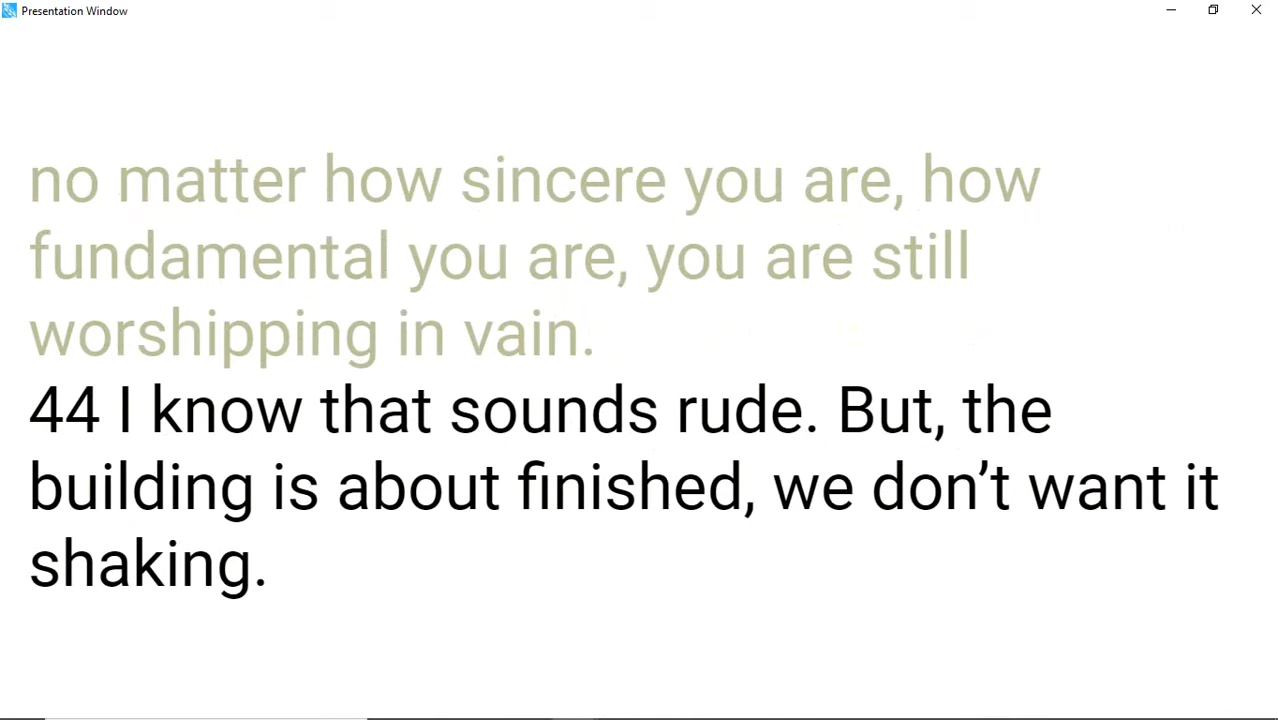 Presentation Window
no matter how sincere you are, how
fundamental you are, you are still
worshipping in vain.
44 I know that sounds rude. But, the
building is about finished, we don’t want it
shaking.